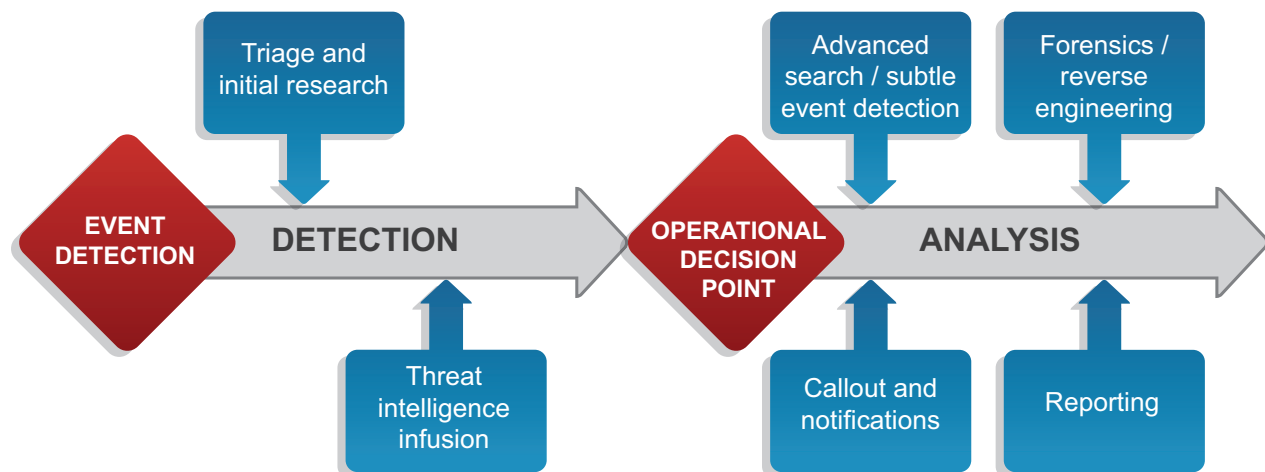 Triage and
initial research
Advanced
search / subtle
event detection
Forensics /
reverse
engineering
EVENT
DETECTION
DETECTION
OPERATIONAL
DECISION
POINT
ANALYSIS
Threat
intelligence
infusion
Callout and
notifications
Reporting